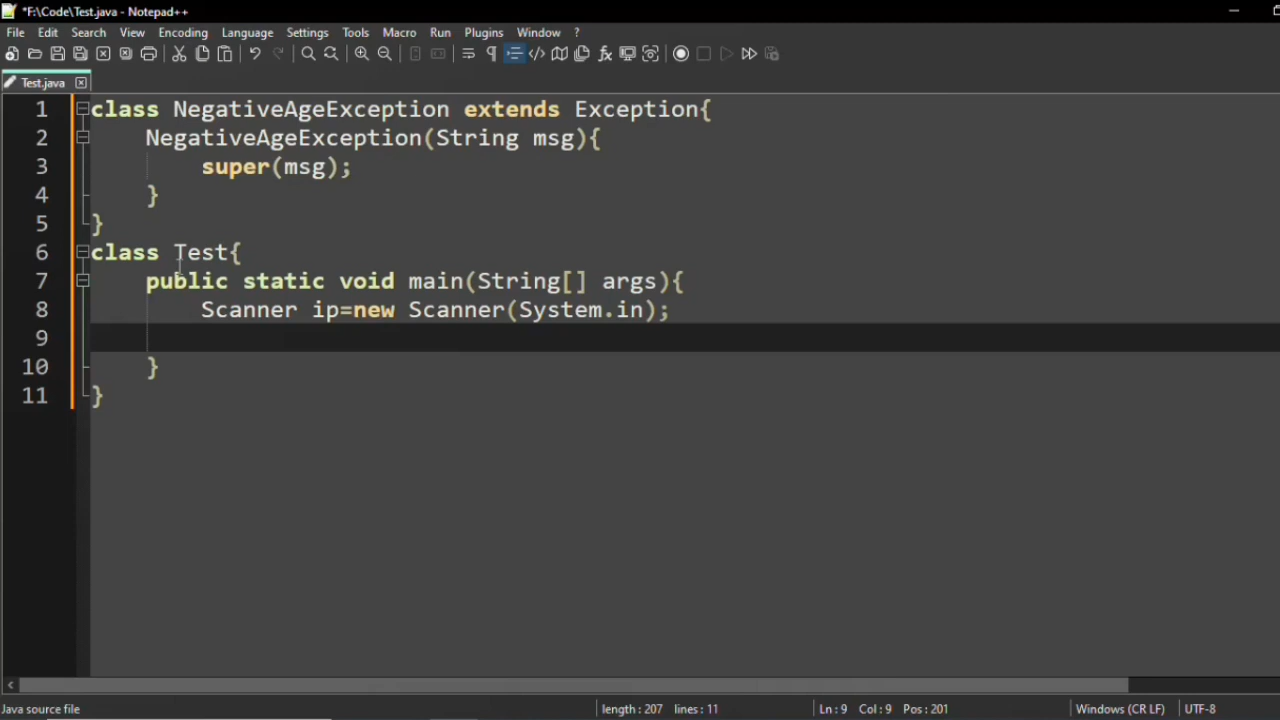 *F:\Code\Test.java - Notepad++
File Edit Search View Encoding Language Settings Tools Macro Run Plugins Window ?
Test.java
1 class NegativeAgeException extends Exception{
2     NegativeAgeException(String msg){
3         super(msg);
4     }
5 }
6 class Test{
7     public static void main(String[] args){
8         Scanner ip=new Scanner(System.in);
9
10     }
11 }
Java source file length : 207 lines : 11 Ln : 9 Col : 9 Pos : 201 Windows (CR LF) UTF-8